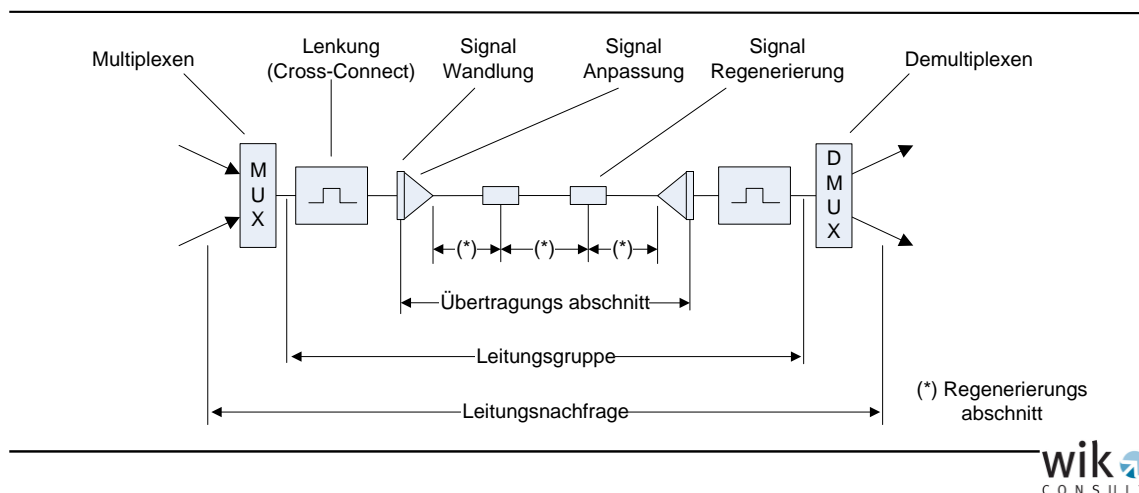 Multiplexen
Lenkung
(Cross-Connect)
Signal
Wandlung
Signal
Anpassung
Signal
Regenerierung
Demultiplexen
M
U
X
D
M
U
X
(*)
(*)
(*)
Übertragungs abschnitt
Leitungsgruppe
Leitungsnachfrage
(*) Regenerierungs
abschnitt
wik